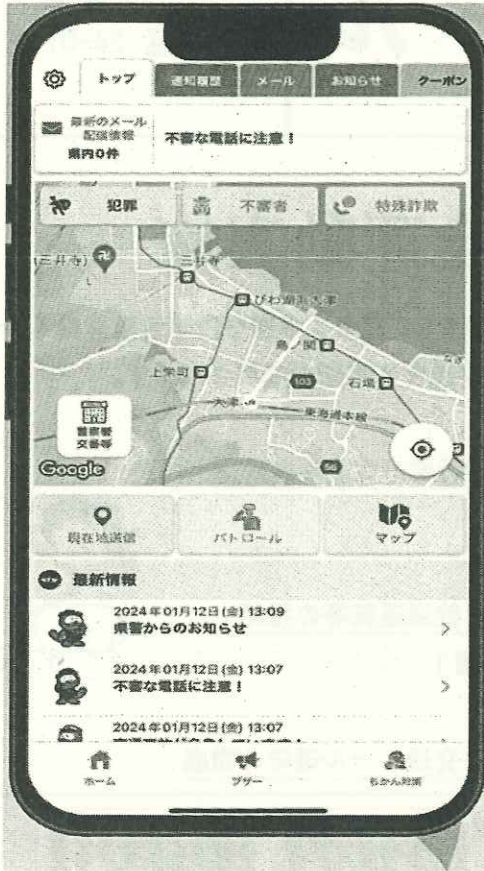 トップ
通知履歴
メール
お知らせ
クーポン
最新のメール
配信情報
県内0件
不審な電話に注意!
犯罪
不審者
特殊詐欺
(三井寺)
三井寺
びわ湖浜大津
島ノ関
上栄町
103
石場
大津
東海道本線
警察署
交番等
56
Google
現在地送信
パトロール
マップ
最新情報
2024年01月12日(金) 13:09
県警からのお知らせ
2024年01月12日(金) 13:07
不審な電話に注意!
2024年01月12日(金) 13:07
ホーム
ブザー
ちかん対策